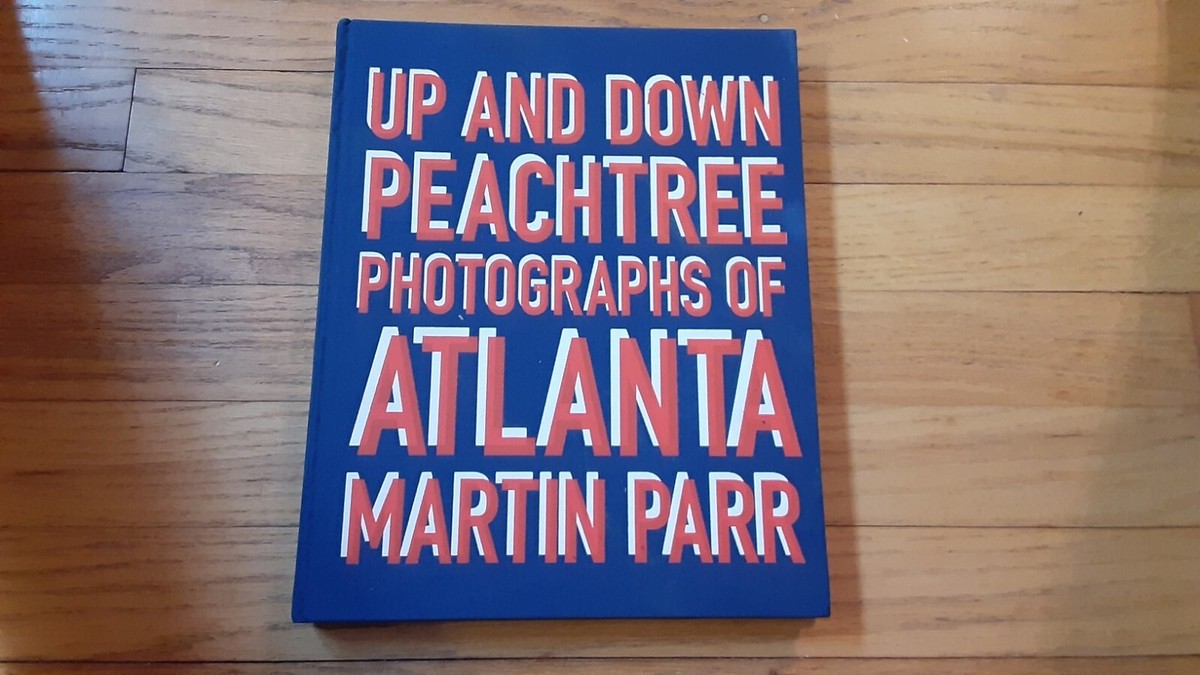 UP AND DOWN
PEACHTREE
PHOTOGRAPHS OF
ATLANTA
MARTIN PARR